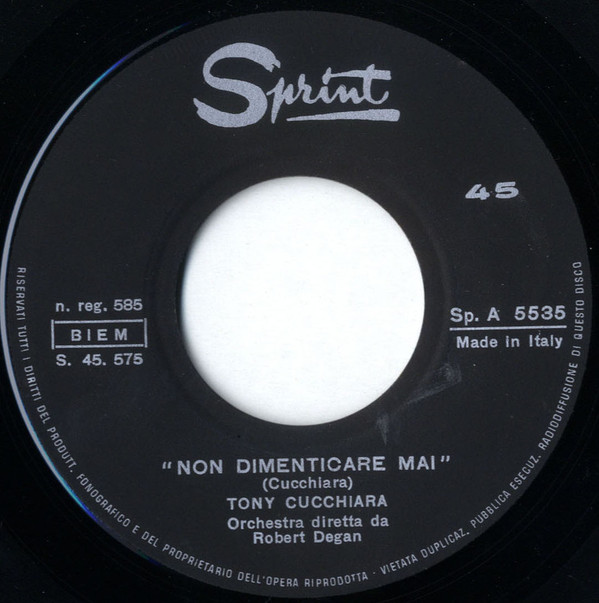 Sprint
45
n. reg. 585
BIEM
S. 45. 575
Sp. A 5535
Made in Italy
"NON DIMENTICARE MAI"
(Cucchiara)
TONY CUCCHIARA
Orchestra diretta da
Robert Degan
RISERVATI TUTTI I DIRITTI DEL PRODUTT. FONOGRAFICO E DEL PROPRIETARIO DELL'OPERA RIPRODOTTA - VIETATA DUPLICAZ. PUBBLICA ESECUZ. RADIODIFFUSIONE DI QUESTO DISCO